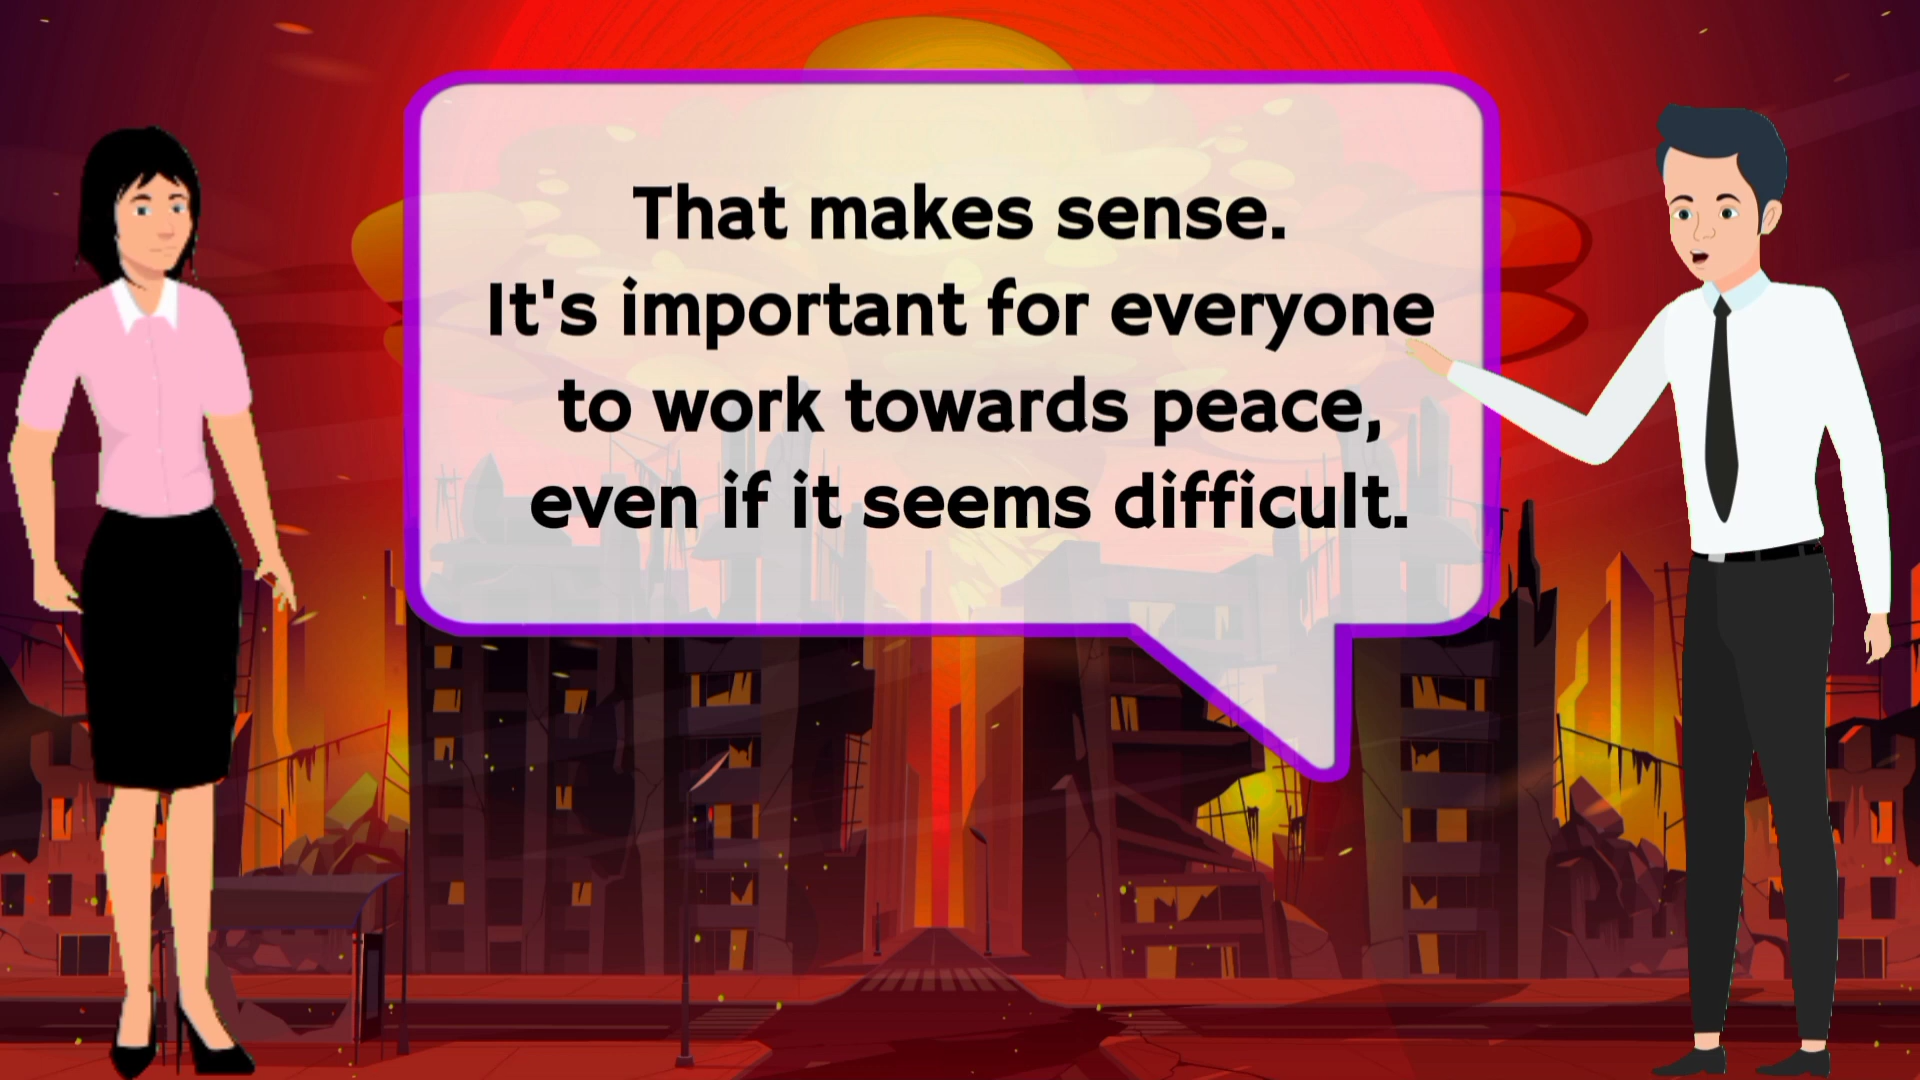 That makes sense.
It's important for everyone
to work towards peace,
even if it seems difficult.